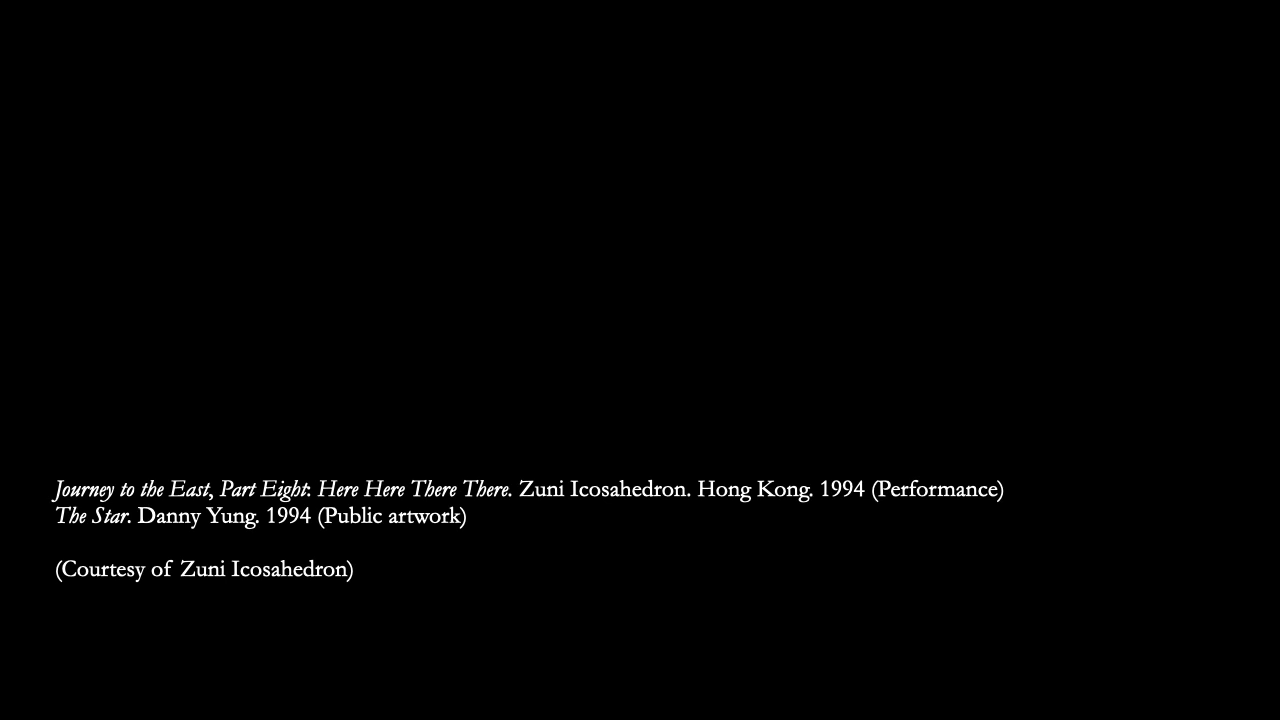 Journey to the East, Part Eight: Here Here There There. Zuni Icosahedron. Hong Kong. 1994 (Performance)
The Star. Danny Yung. 1994 (Public artwork)
(Courtesy of Zuni Icosahedron)